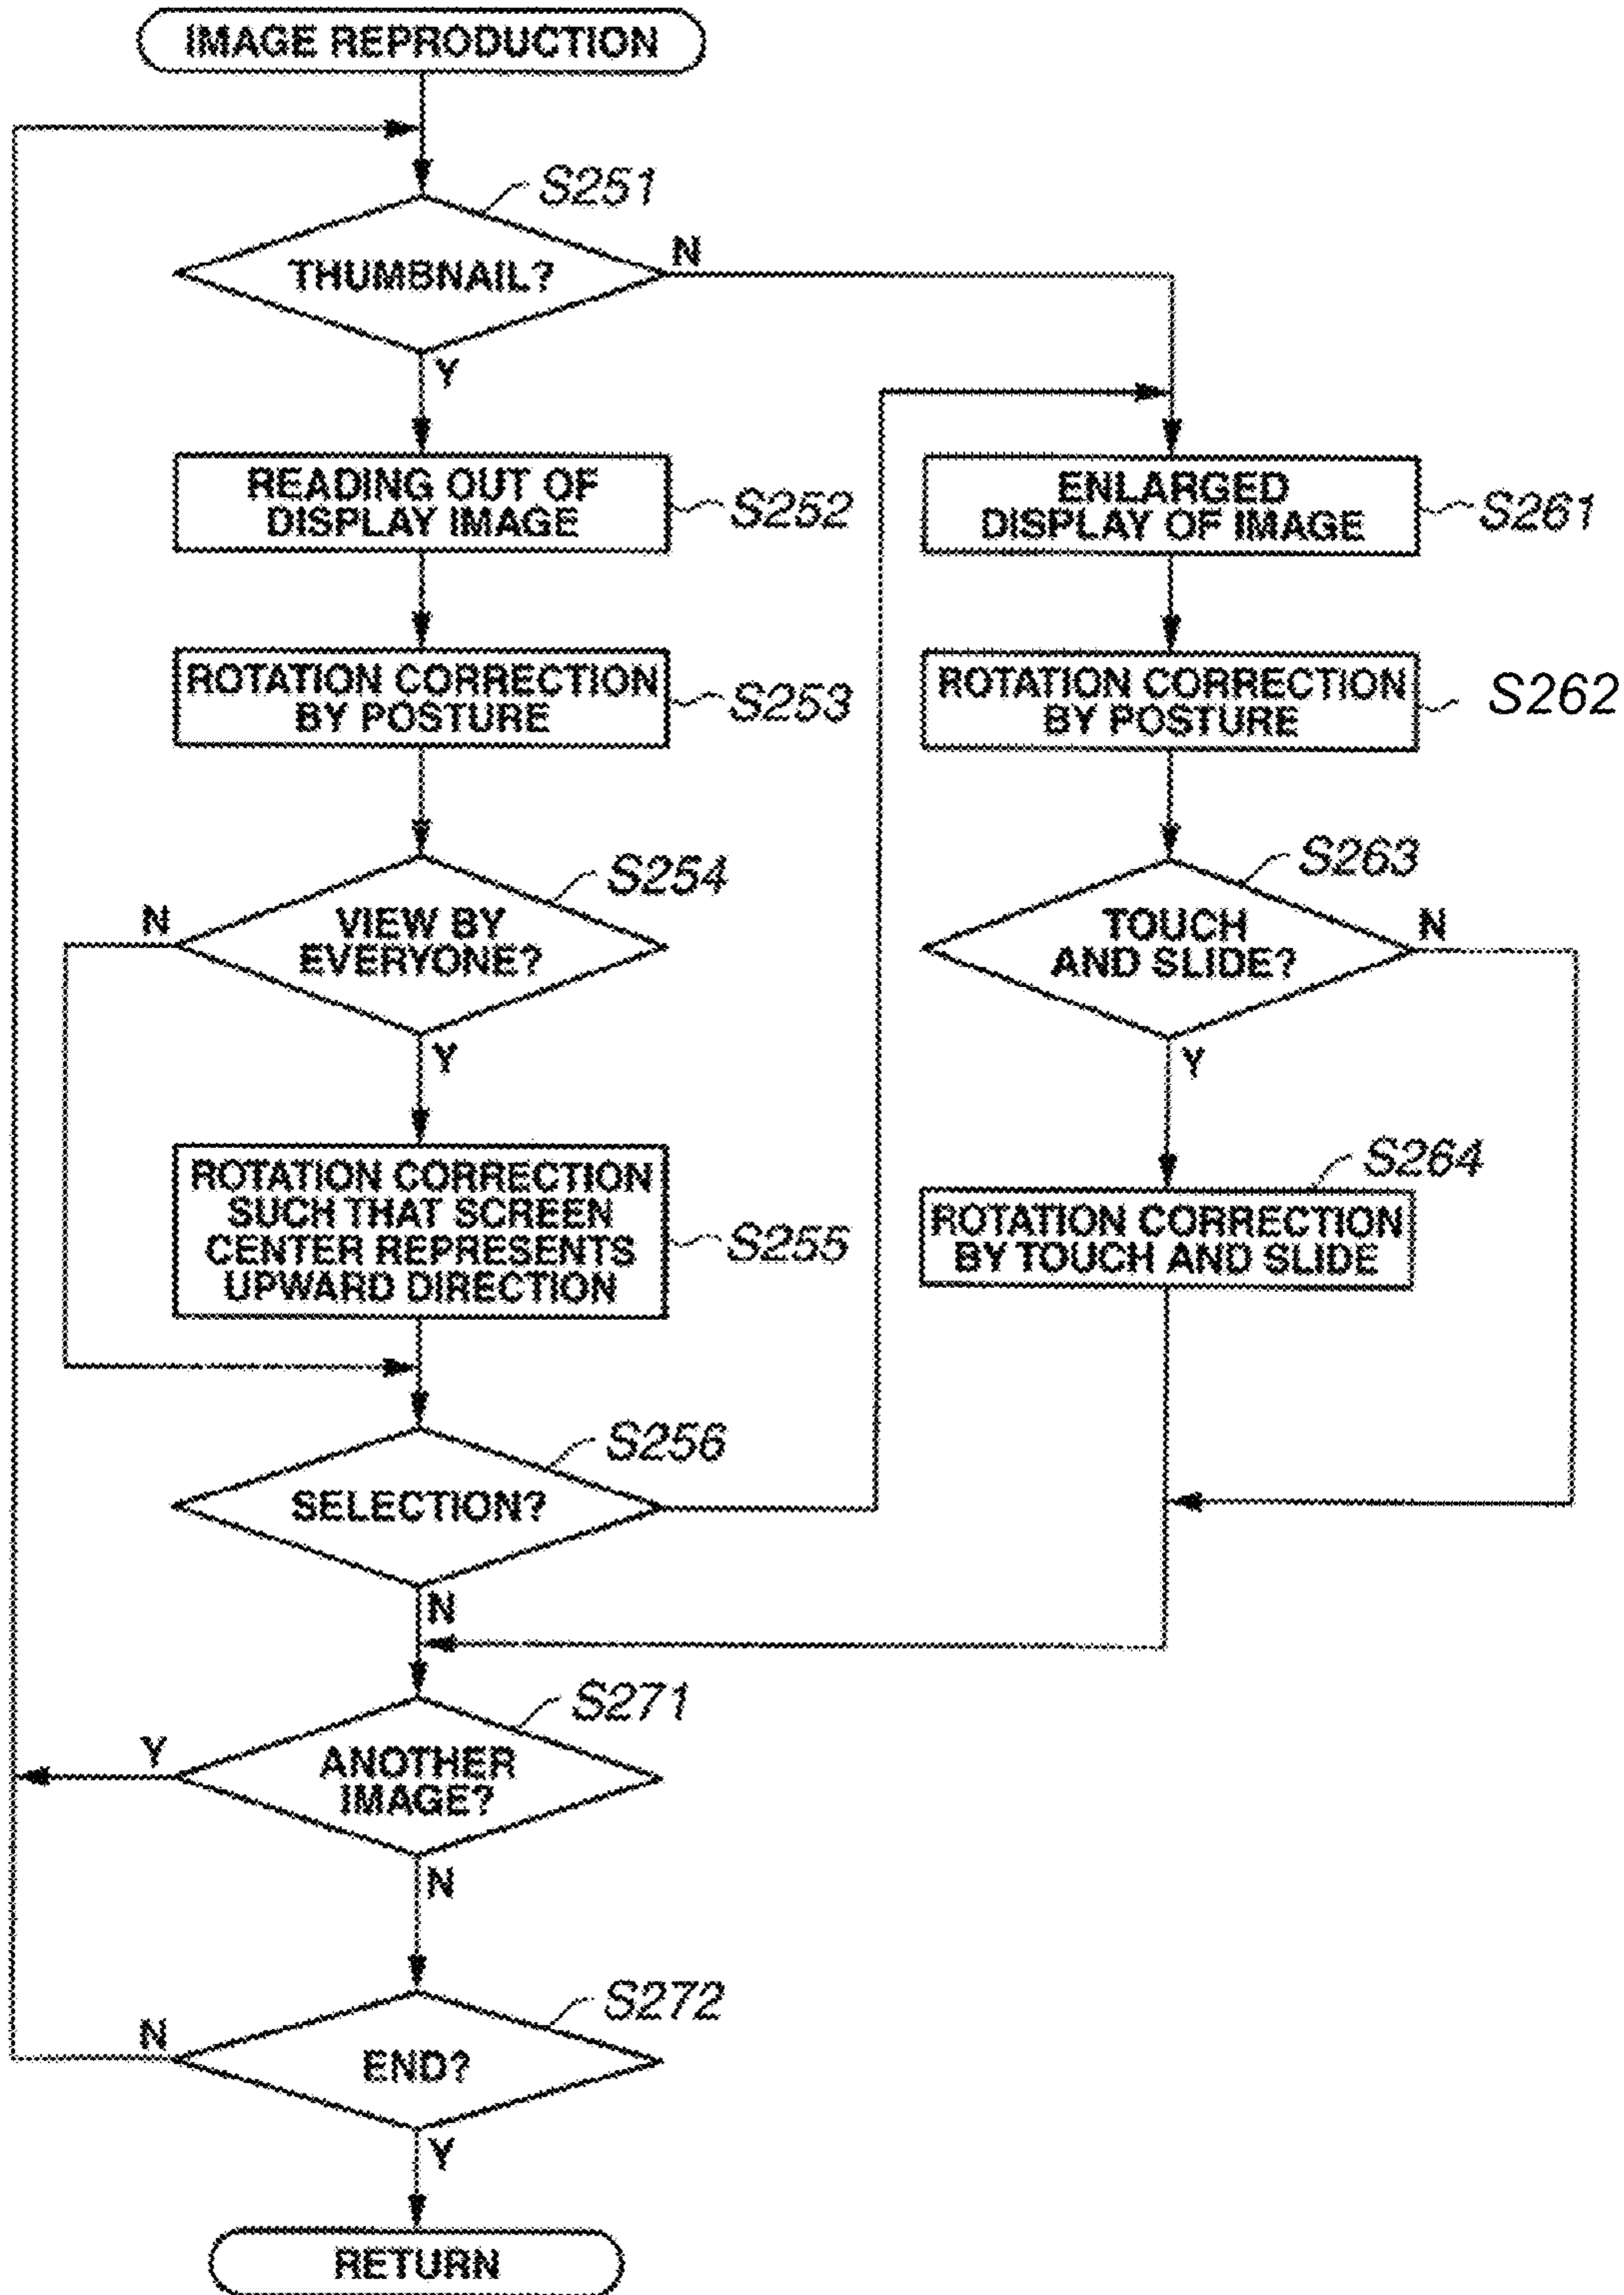 IMAGE REPRODUCTION
S251
THUMBNAIL?
N
Y
READING OUT OF
DISPLAY IMAGE
S252
ENLARGED
DISPLAY OF IMAGE
S261
ROTATION CORRECTION
BY POSTURE
S253
ROTATION CORRECTION
BY POSTURE
S262
S254
VIEW BY
EVERYONE?
N
Y
S263
TOUCH
AND SLIDE?
N
Y
ROTATION CORRECTION
SUCH THAT SCREEN
CENTER REPRESENTS
UPWARD DIRECTION
S255
S264
ROTATION CORRECTION
BY TOUCH AND SLIDE
S256
SELECTION?
N
S271
ANOTHER
IMAGE?
Y
N
S272
END?
N
Y
RETURN